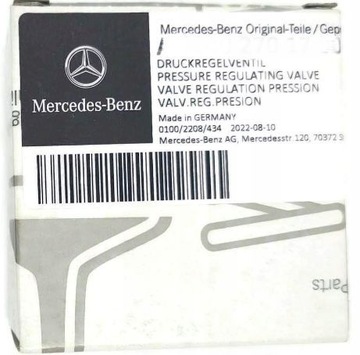 Mercedes-Benz Original-Teile / Gep
DRUCKREGELVENTIL
PRESSURE REGULATING VALVE
VALVE REGULATION PRESSION
VALV.REG.PRESION
Made in GERMANY
0100/2208/434 2022-08-10
Mercedes-Benz AG, Mercedesstr.120, 70372 S
Mercedes-Benz
Parts